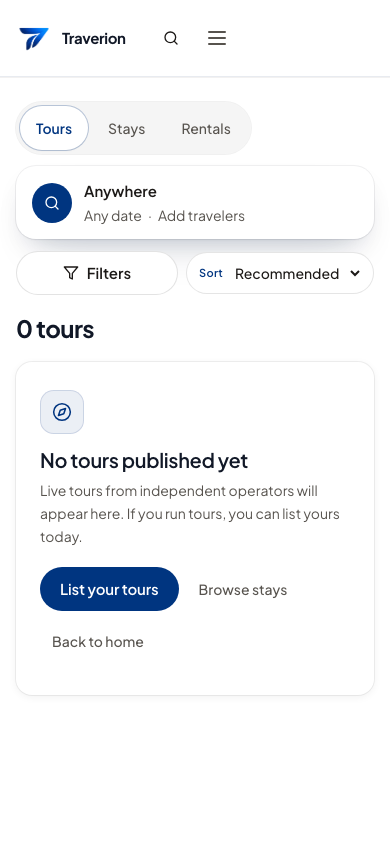 Traverion
Tours Stays Rentals
Anywhere
Any date · Add travelers
Filters Sort Recommended
0 tours
No tours published yet
Live tours from independent operators will
appear here. If you run tours, you can list yours
today.
List your tours Browse stays
Back to home